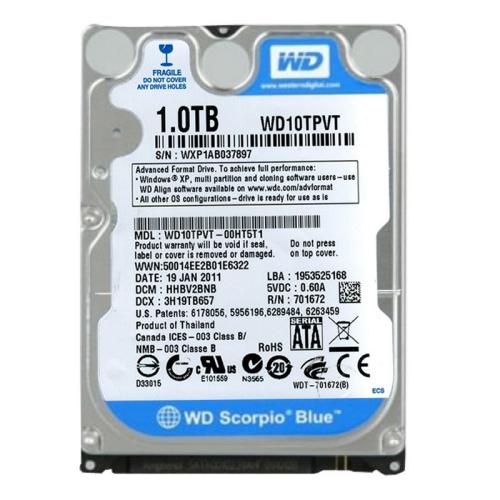 FRAGILE
DO NOT COVER
ANY DRIVE HOLES
WD
www.westerndigital.com
1.0TB WD10TPVT
S/N : WXP1AB037897
Advanced Format Drive. To achieve full performance:
• Windows® XP, multi partition and cloning software users-use
WD Align software available on www.wdc.com/advformat
• All other OS configurations-drive is ready for use as is
MDL : WD10TPVT-00HT5T1
Product warranty will be void if seal,
label or cover is removed or damaged.
Do not press
on top cover.
WWN:50014EE2B01E6322
DATE: 19 JAN 2011
LBA : 1953525168
DCM : HHBV2BNB
5VDC : 0.60A
DCX : 3H19TB657
R/N : 701672
U.S. Patents: 6178056, 5956196,6289484, 6263459
Product of Thailand
Canada ICES-003 Class B/
NMB-003 Classe B
SERIAL
ATA
RoHS
D33015
E101559
N3565
20
WDT-701672(B)
ECS
WD Scorpio® Blue™